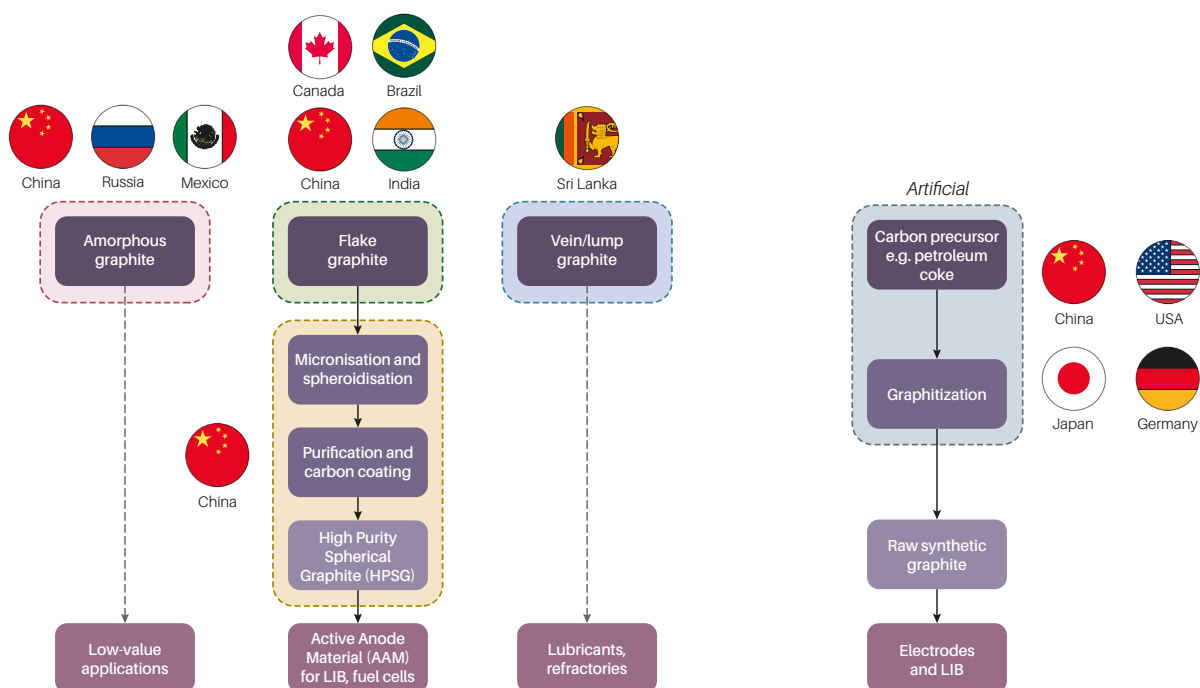 Canada
Brazil
China
Russia
Mexico
China
India
Sri Lanka
Amorphous
graphite
Flake
graphite
Vein/lump
graphite
Artificial
Carbon precursor
e.g. petroleum
coke
China
USA
Micronisation and
spheroidisation
Graphitization
Japan
Germany
China
Purification and
carbon coating
High Purity
Spherical
Graphite (HPSG)
Raw synthetic
graphite
Low-value
applications
Active Anode
Material (AAM)
for LIB, fuel cells
Lubricants,
refractories
Electrodes
and LIB